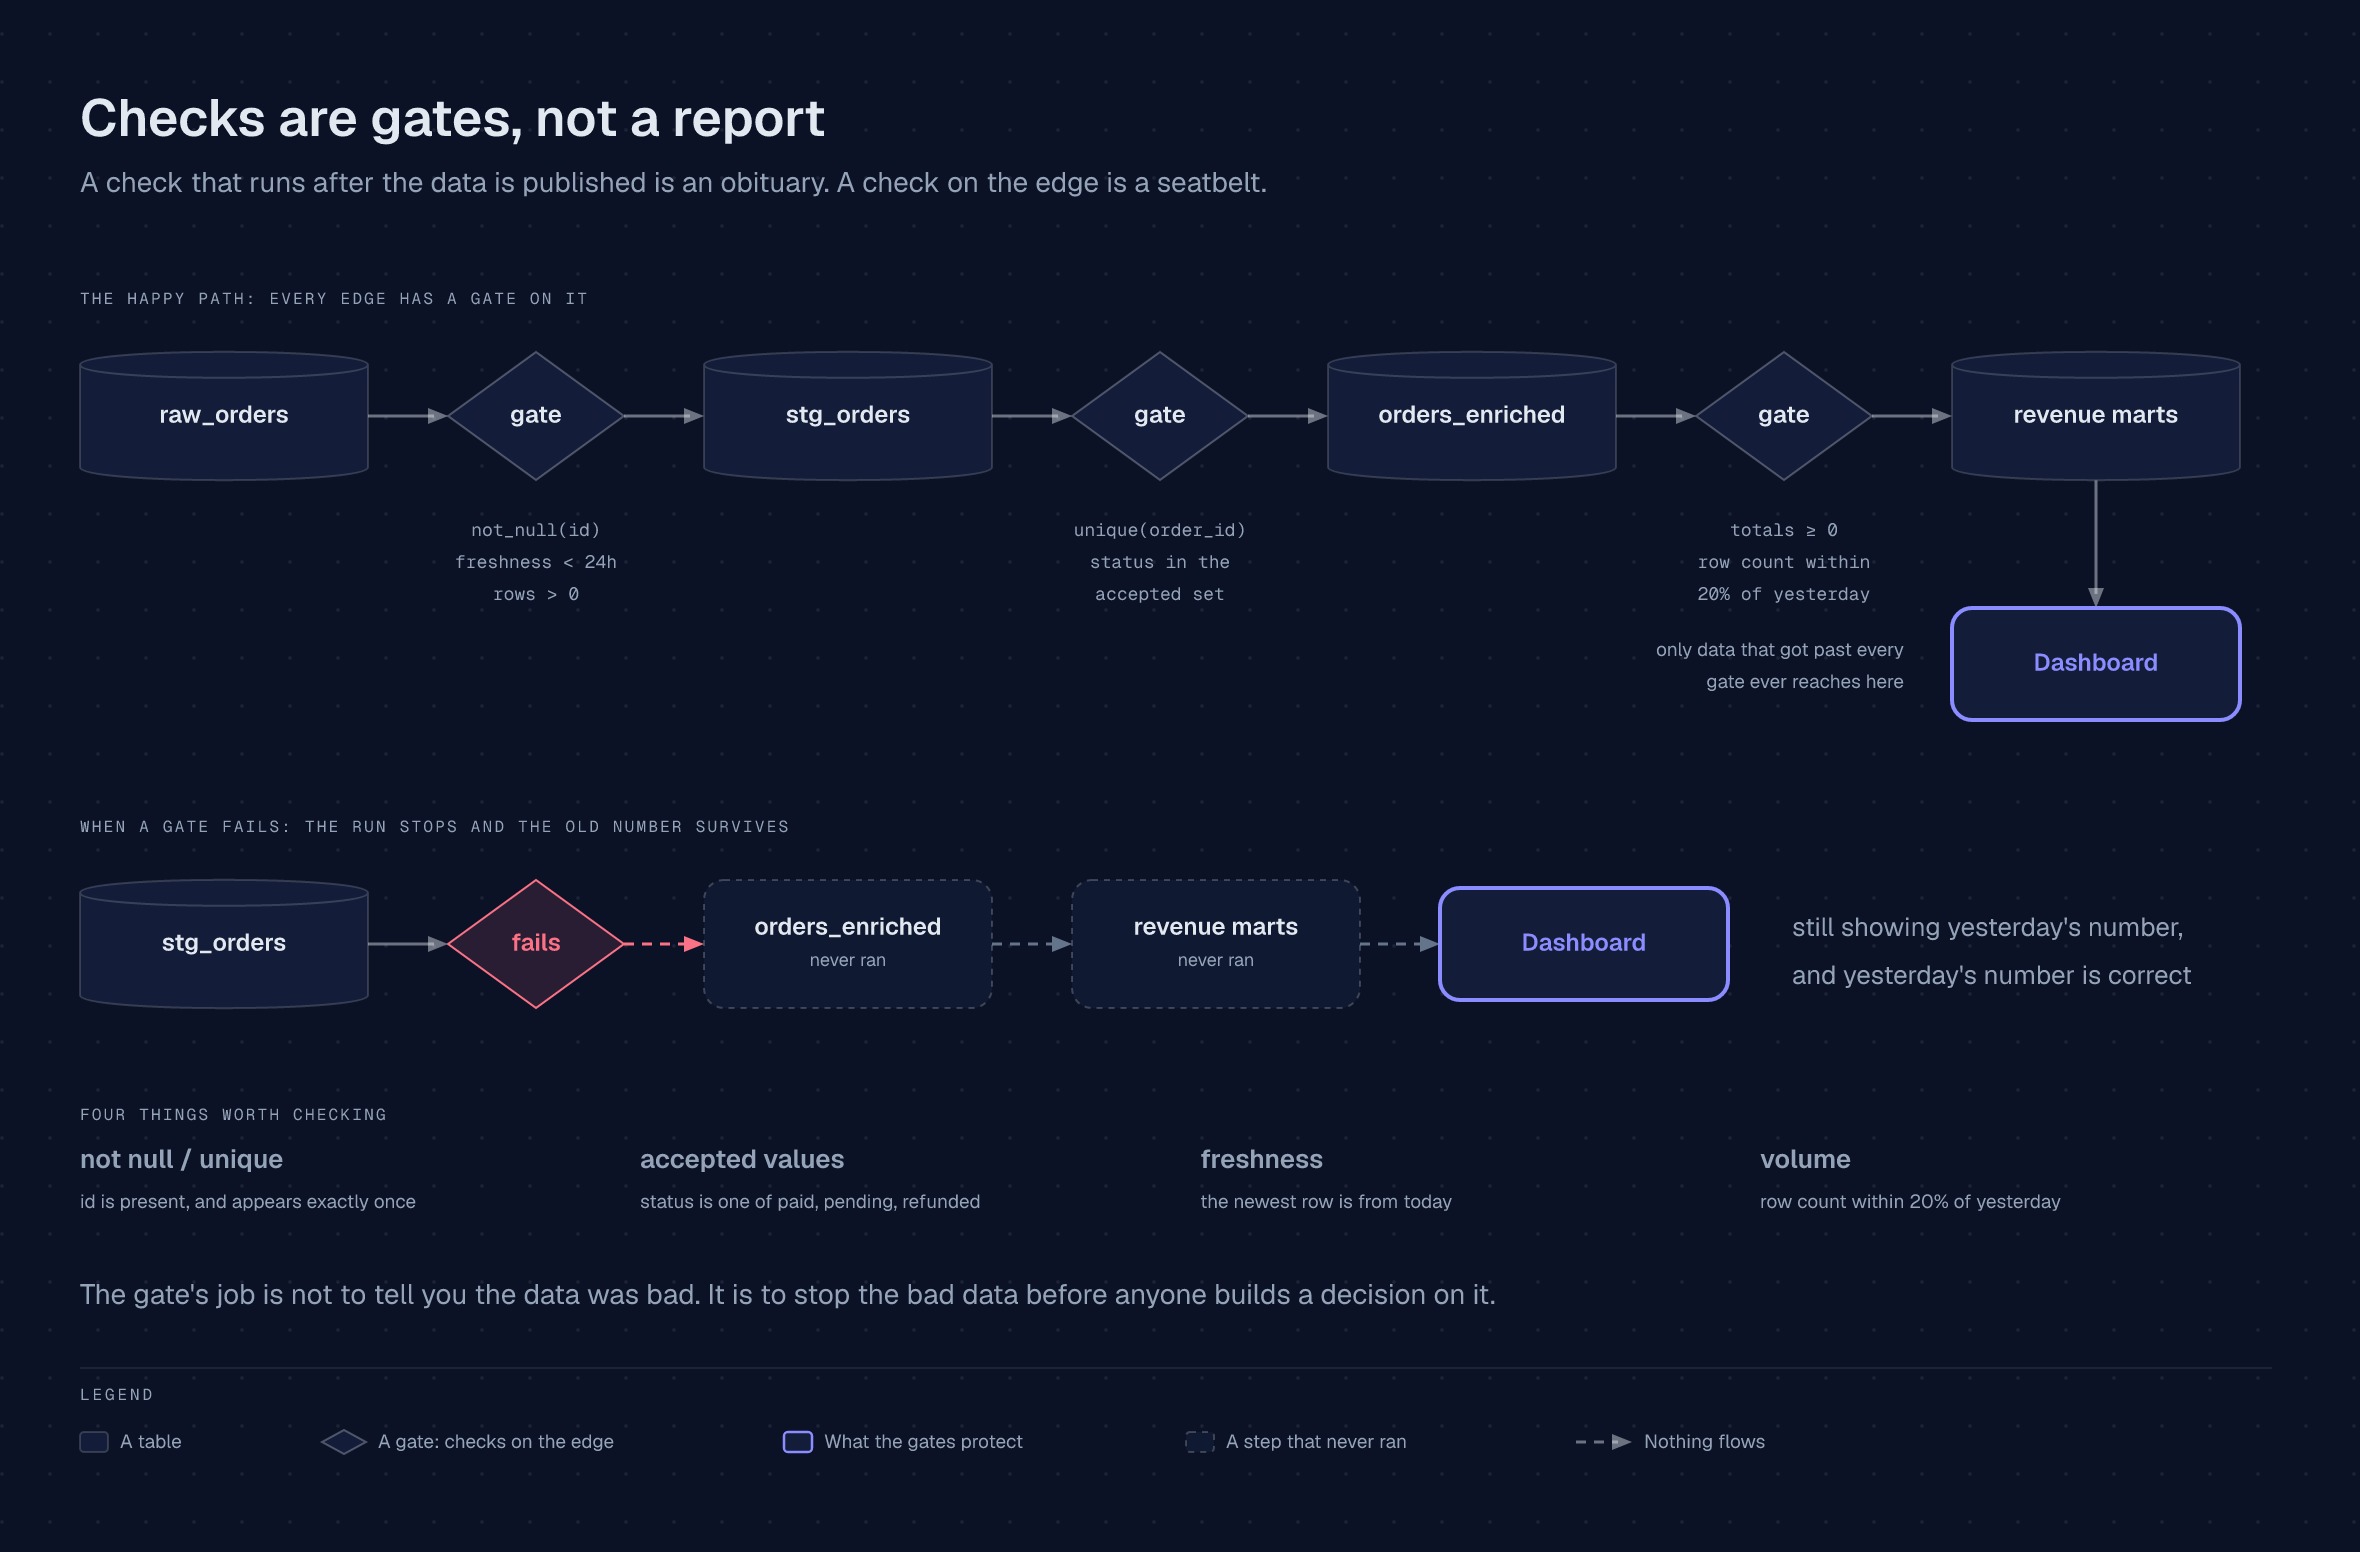 Checks are gates, not a report
A check that runs after the data is published is an obituary. A check on the edge is a seatbelt.
THE HAPPY PATH: EVERY EDGE HAS A GATE ON IT
raw_orders
gate
stg_orders
gate
orders_enriched
gate
revenue marts
not_null(id)
freshness < 24h
rows > 0
unique(order_id)
status in the
accepted set
totals ≥ 0
row count within
20% of yesterday
only data that got past every
gate ever reaches here
Dashboard
WHEN A GATE FAILS: THE RUN STOPS AND THE OLD NUMBER SURVIVES
stg_orders
fails
orders_enriched
never ran
revenue marts
never ran
Dashboard
still showing yesterday's number,
and yesterday's number is correct
FOUR THINGS WORTH CHECKING
not null / unique
id is present, and appears exactly once
accepted values
status is one of paid, pending, refunded
freshness
the newest row is from today
volume
row count within 20% of yesterday
The gate's job is not to tell you the data was bad. It is to stop the bad data before anyone builds a decision on it.
LEGEND
A table
A gate: checks on the edge
What the gates protect
A step that never ran
Nothing flows